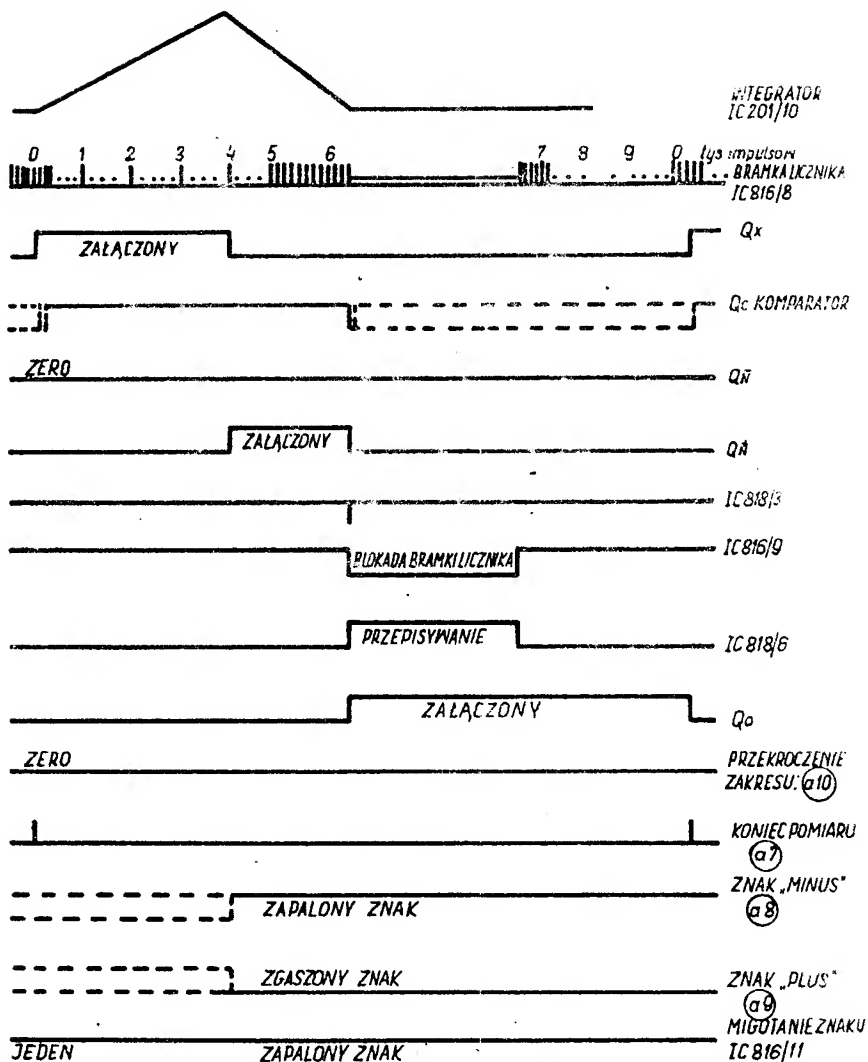 INTEGRATOR
IC201/10
0 1 2 3 4 5 6 7 8 9 0 tys impulsów
BRAMKA LICZNIKA
IC816/8
ZAŁĄCZONY Qx
Qc KOMPARATOR
ZERO
ZAŁĄCZONY
IC818/3
BLOKADA BRAMKI LICZNIKA IC816/9
PRZEPISYWANIE IC818/6
ZAŁĄCZONY Qo
ZERO PRZEKROCZENIE
ZAKRESU. a10
KONIEC POMIARU
a7
ZNAK „MINUS"
ZAPALONY ZNAK a8
ZGASZONY ZNAK ZNAK „PLUS"
a9
MIGOTANIE ZNAKU
JEDEN ZAPALONY ZNAK IC816/11